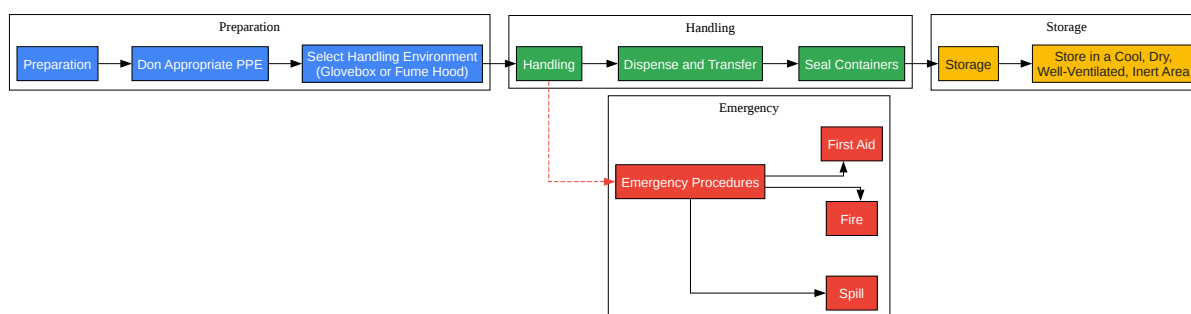 Preparation
Preparation
Don Appropriate PPE
Select Handling Environment
(Glovebox or Fume Hood)
Handling
Handling
Dispense and Transfer
Seal Containers
Storage
Storage
Store in a Cool, Dry,
Well-Ventilated, Inert Area
Emergency
Emergency Procedures
First Aid
Fire
Spill